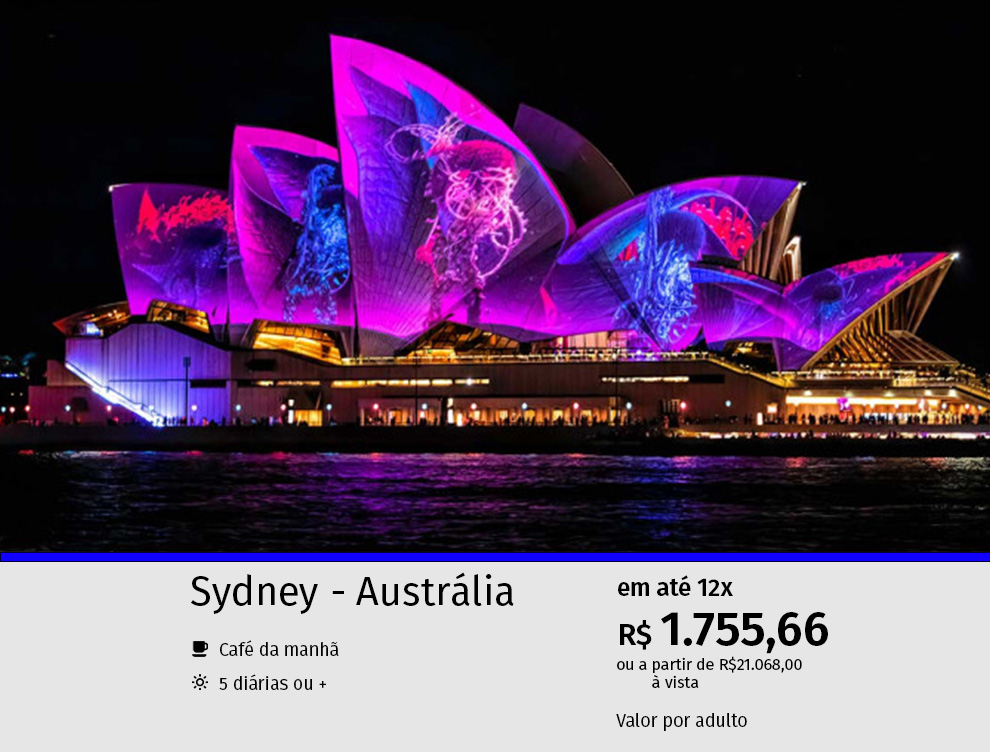 Sydney - Austrália
Café da manhã
5 diárias ou +
em até 12x
R$ 1.755,66
ou a partir de R$21.068,00
à vista
Valor por adulto